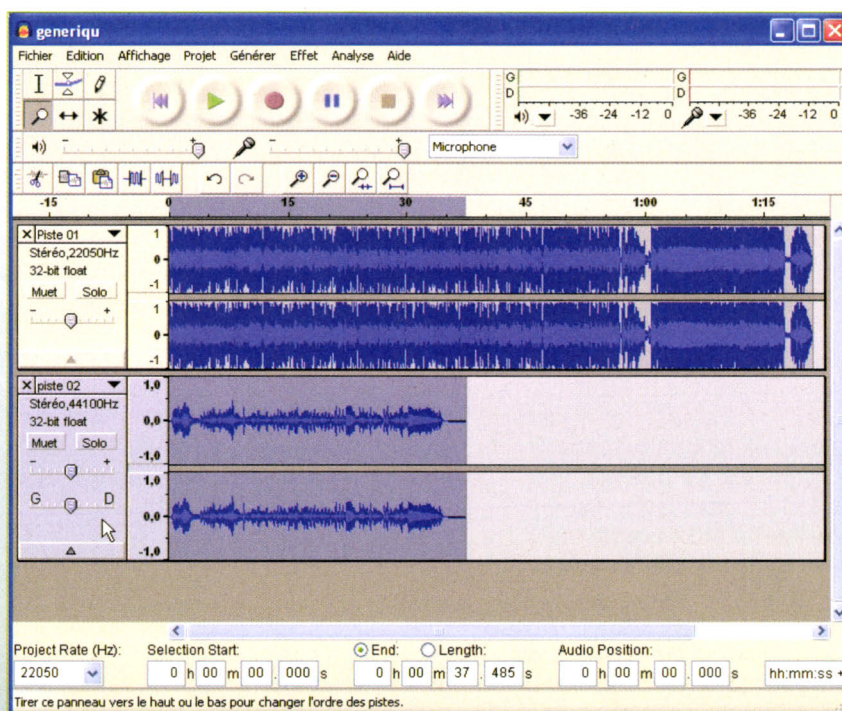 generiqu
Fichier Edition Affichage Projet Générer Effet Analyse Aide
G
D
-36 -24 -12 0
G
D
-36 -24 -12 0
- +
- +
Microphone
-15 0 15 30 45 1:00 1:15
Piste 01
Stéréo,22050Hz
32-bit float
Muet Solo
- +
1
0
-1
1
0
-1
piste 02
Stéréo,44100Hz
32-bit float
Muet Solo
- +
G D
1,0
0,0
-1,0
1,0
0,0
-1,0
Project Rate (Hz): Selection Start: End: Length: Audio Position:
22050 0 h 00 m 00 . 000 s 0 h 00 m 37 . 485 s 0 h 00 m 00 . 000 s hh:mm:ss +
Tirer ce panneau vers le haut ou le bas pour changer l'ordre des pistes.